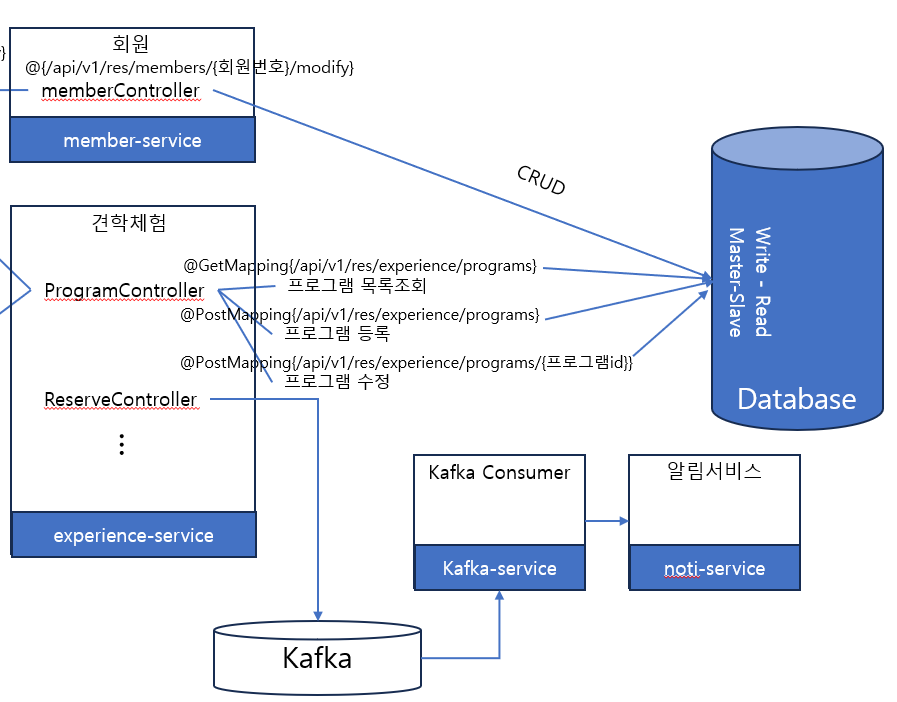 회원
}
@{/api/v1/res/members/{회원번호}/modify}
memberController
member-service
CRUD
견학체험
@GetMapping{/api/v1/res/experience/programs}
프로그램 목록조회
ProgramController
@PostMapping{/api/v1/res/experience/programs}
프로그램 등록
@PostMapping{/api/v1/res/experience/programs/{프로그램id}}
프로그램 수정
ReserveController
⋮
experience-service
Write - Read
Master-Slave
Database
Kafka Consumer
Kafka-service
알림서비스
noti-service
Kafka